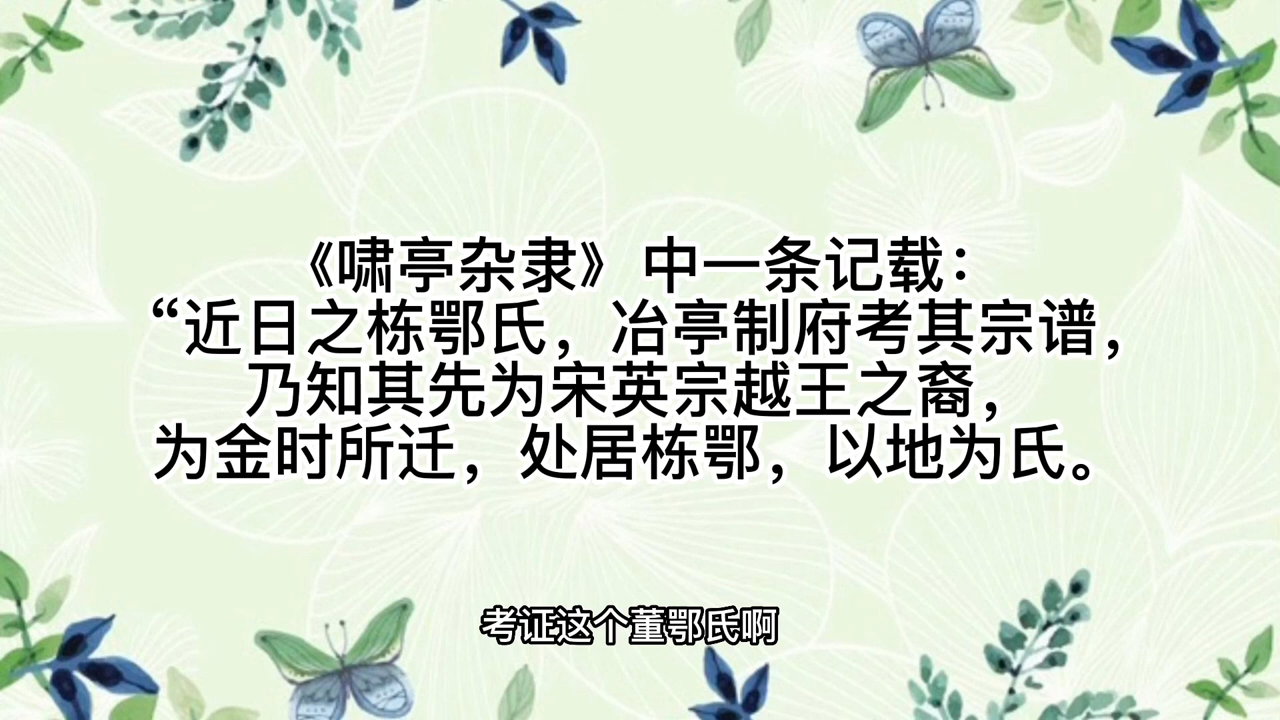 《啸亭杂隶》中一条记载：
“近日之栋鄂氏，冶亭制府考其宗谱，
乃知其先为宋英宗越王之裔，
为金时所迁，处居栋鄂，以地为氏。
考证这个董鄂氏啊